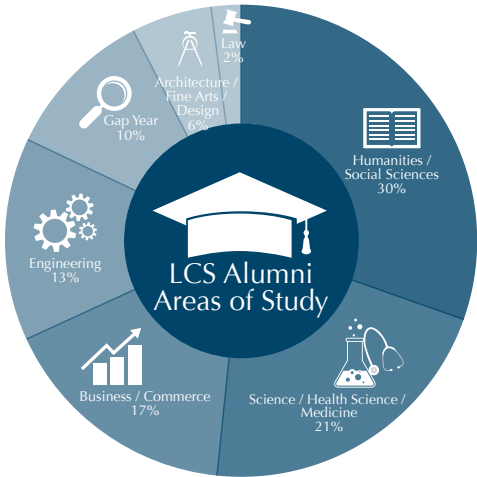 Law
2%
Architecture /
Fine Arts /
Design
6%
Gap Year
10%
Humanities /
Social Sciences
30%
Engineering
13%
LCS Alumni
Areas of Study
Business / Commerce
17%
Science / Health Science /
Medicine
21%